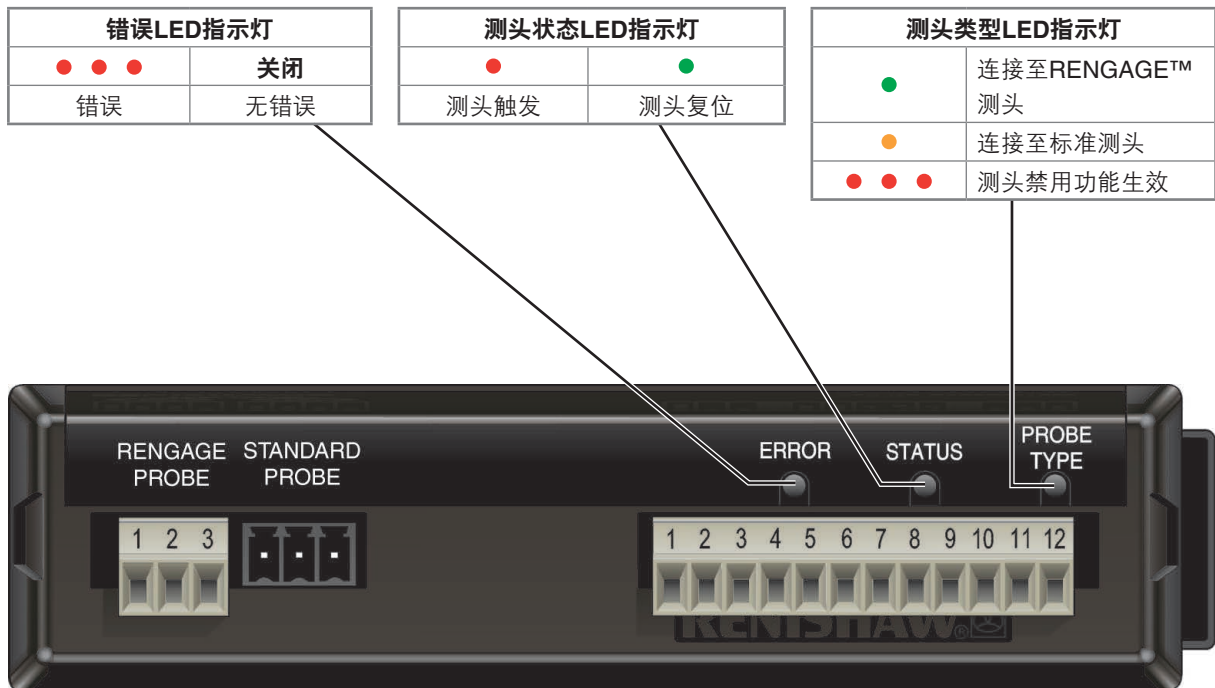 错误LED指示灯
关闭
错误 无错误
测头状态LED指示灯
测头触发 测头复位
测头类型LED指示灯
连接至RENGAGE™
测头
连接至标准测头
测头禁用功能生效
RENGAGE
PROBE
STANDARD
PROBE
ERROR
STATUS
PROBE
TYPE
1 2 3
1 2 3 4 5 6 7 8 9 10 11 12
RENISHAW®